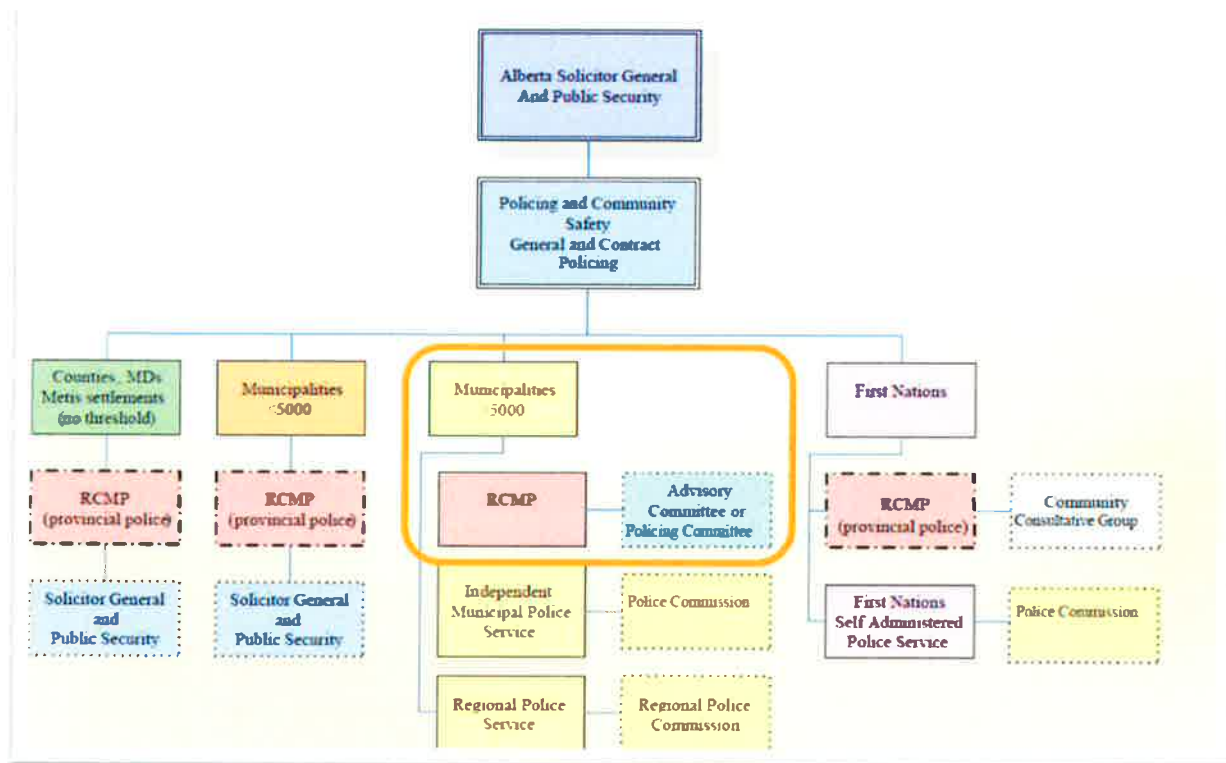 Alberta Solicitor General
And Public Security
Policing and Community
Safety
General and Contract
Policing
Counties, MDs
Metis settlements
(no threshold)
Municipalities
<5000
Municipalities
5000
First Nations
RCMP
(provincial police)
RCMP
(provincial police)
RCMP
Advisory
Committee or
Policing Committee
RCMP
(provincial police)
Community
Consultative Group
Solicitor General
and
Public Security
Solicitor General
and
Public Security
Independent
Municipal Police
Service
Police Commission
First Nations
Self Administered
Police Service
Police Commission
Regional Police
Service
Regional Police
Commission